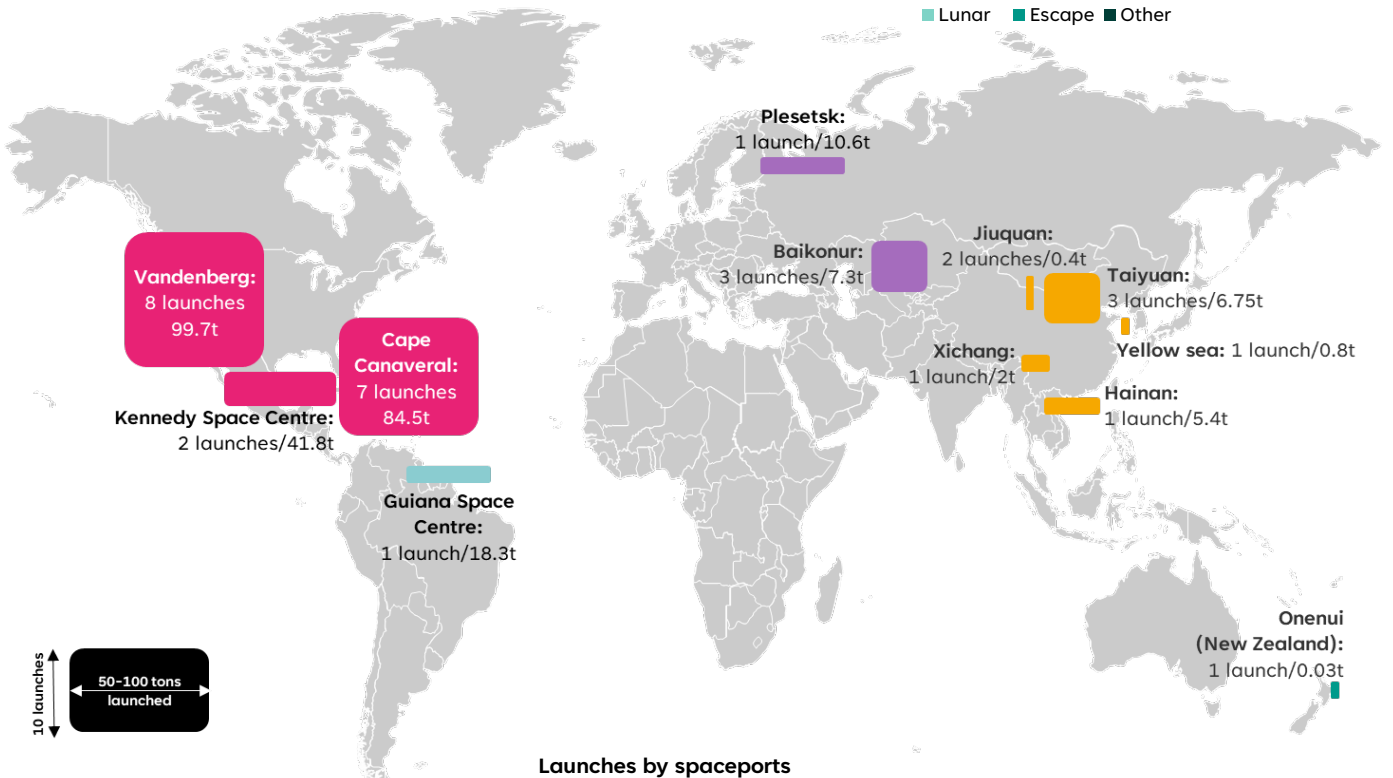 Lunar Escape Other
Plesetsk:
1 launch/10.6t
Vandenberg:
8 launches
99.7t
Baikonur:
3 launches/7.3t
Jiuquan:
2 launches/0.4t
Taiyuan:
3 launches/6.75t
Cape
Canaveral:
7 launches
84.5t
Yellow sea: 1 launch/0.8t
Xichang:
1 launch/2t
Kennedy Space Centre:
2 launches/41.8t
Hainan:
1 launch/5.4t
Guiana Space
Centre:
1 launch/18.3t
Onenui
(New Zealand):
1 launch/0.03t
10 launches
50-100 tons
launched
Launches by spaceports